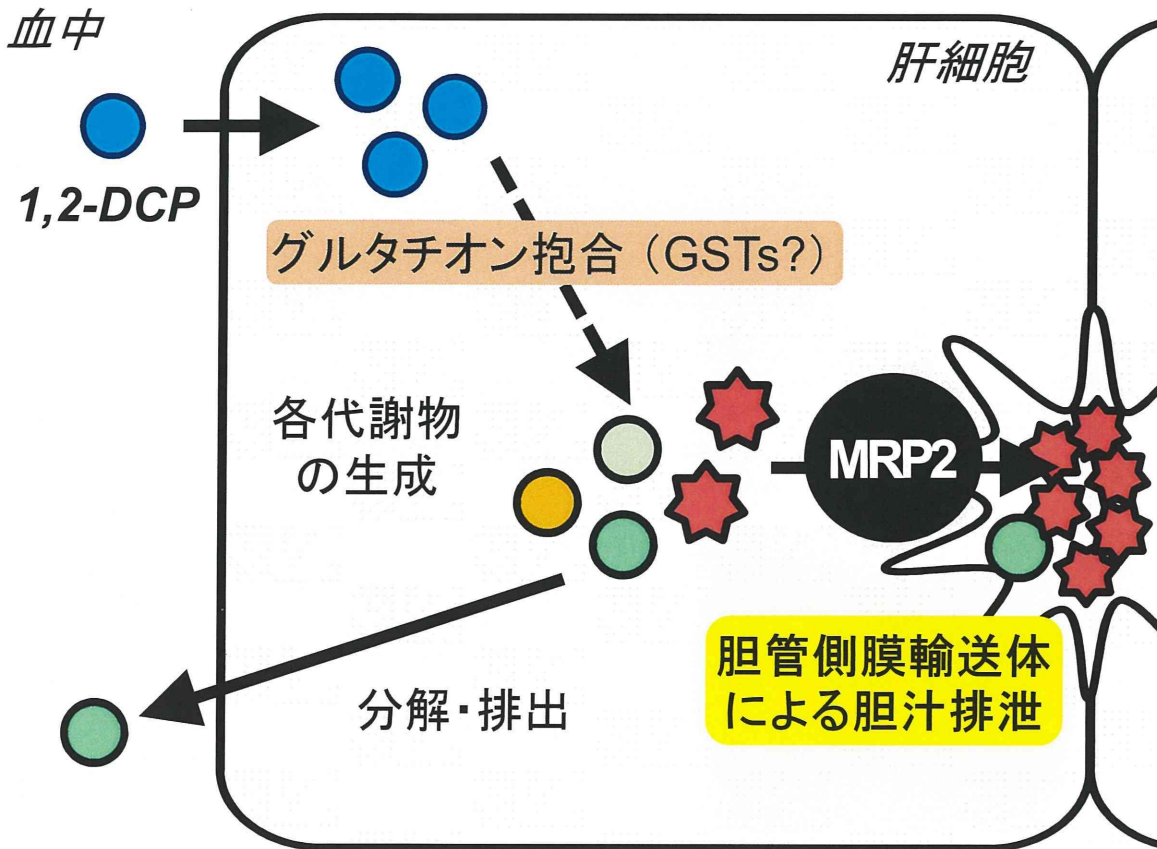 血中
肝細胞
1,2-DCP
グルタチオン抱合（GSTs?）
各代謝物
の生成
MRP2
胆管側膜輸送体
による胆汁排泄
分解・排出